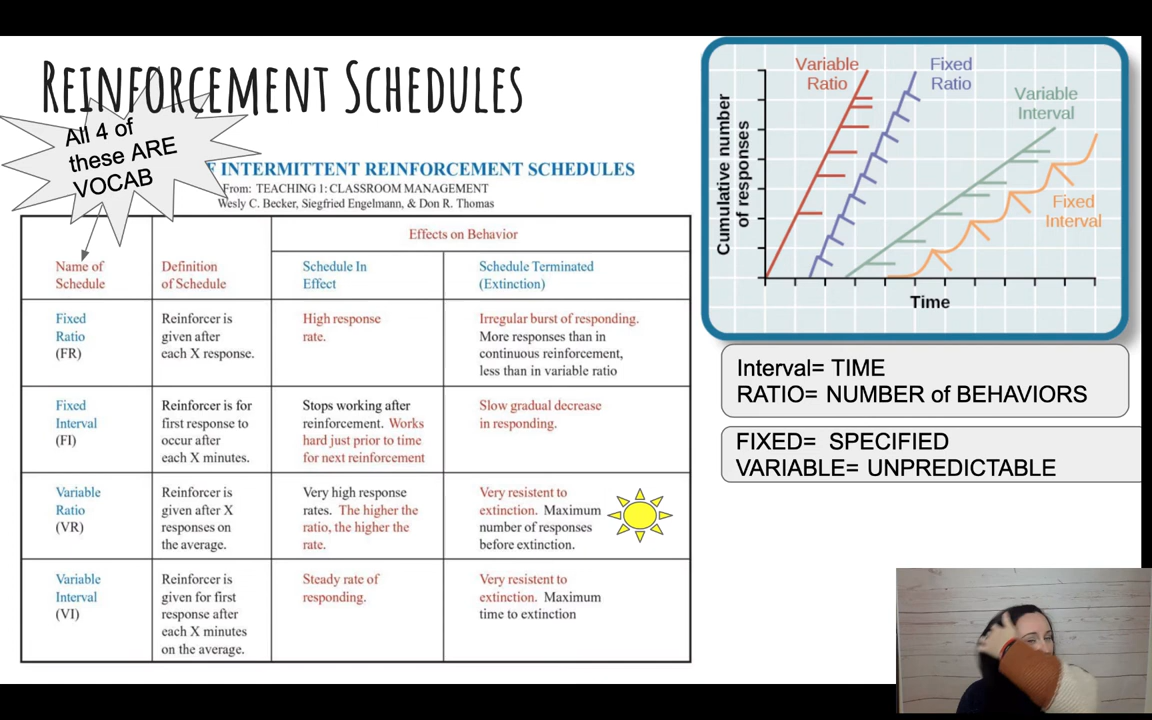 REINFORCEMENT SCHEDULES
All 4 of
these ARE
VOCAB
F INTERMITTENT REINFORCEMENT SCHEDULES
From: TEACHING 1: CLASSROOM MANAGEMENT
Wesly C. Becker, Siegfried Engelmann, & Don R. Thomas
Effects on Behavior
Name of
Schedule
Definition
of Schedule
Schedule In
Effect
Schedule Terminated
(Extinction)
Fixed
Ratio
(FR)
Reinforcer is
given after
each X response.
High response
rate.
Irregular burst of responding.
More responses than in
continuous reinforcement,
less than in variable ratio
Fixed
Interval
(FI)
Reinforcer is for
first response to
occur after
each X minutes.
Stops working after
reinforcement. Works
hard just prior to time
for next reinforcement
Slow gradual decrease
in responding.
Variable
Ratio
(VR)
Reinforcer is
given after X
responses on
the average.
Very high response
rates. The higher the
ratio, the higher the
rate.
Very resistent to
extinction. Maximum
number of responses
before extinction.
Variable
Interval
(VI)
Reinforcer is
given for first
response after
each X minutes
on the average.
Steady rate of
responding.
Very resistent to
extinction. Maximum
time to extinction
Variable
Ratio
Fixed
Ratio
Variable
Interval
Fixed
Interval
Cumulative number
of responses
Time
Interval= TIME
RATIO= NUMBER of BEHAVIORS
FIXED= SPECIFIED
VARIABLE= UNPREDICTABLE